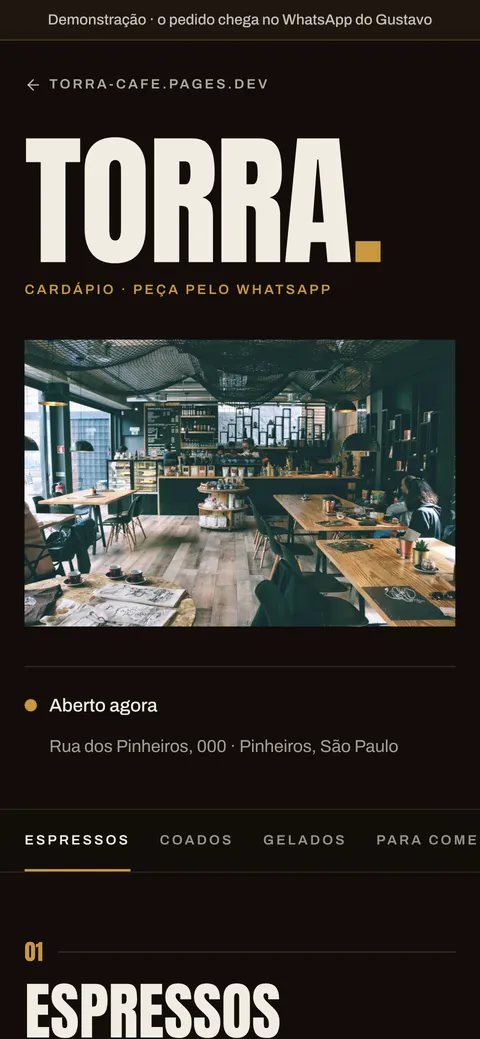 Demonstração · o pedido chega no WhatsApp do Gustavo
← TORRA-CAFE.PAGES.DEV
TORRA.
CARDÁPIO · PEÇA PELO WHATSAPP
Aberto agora
Rua dos Pinheiros, 000 · Pinheiros, São Paulo
ESPRESSOS COADOS GELADOS PARA COME
01
ESPRESSOS